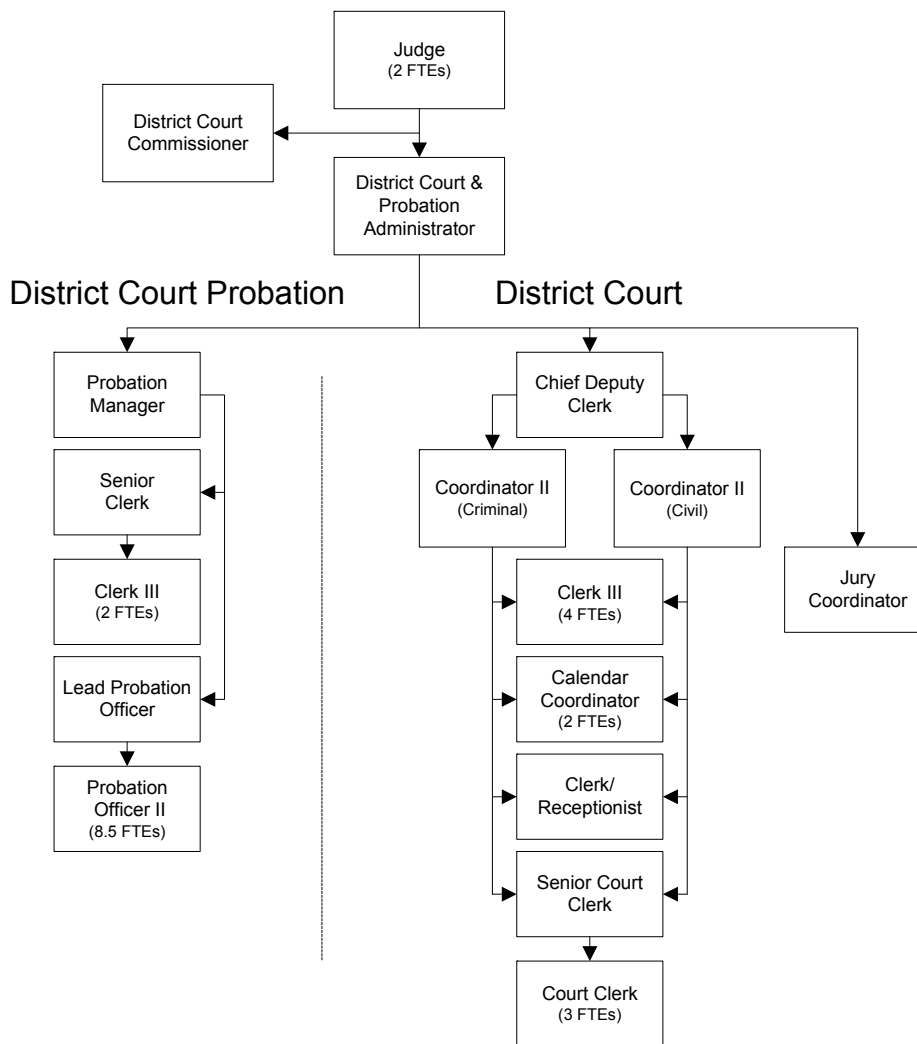 Judge
(2 FTEs)
District Court
Commissioner
District Court &
Probation
Administrator
District Court Probation
District Court
Probation
Manager
Senior
Clerk
Clerk III
(2 FTEs)
Lead Probation
Officer
Probation
Officer II
(8.5 FTEs)
Chief Deputy
Clerk
Coordinator II
(Criminal)
Coordinator II
(Civil)
Clerk III
(4 FTEs)
Calendar
Coordinator
(2 FTEs)
Clerk/
Receptionist
Senior Court
Clerk
Court Clerk
(3 FTEs)
Jury
Coordinator